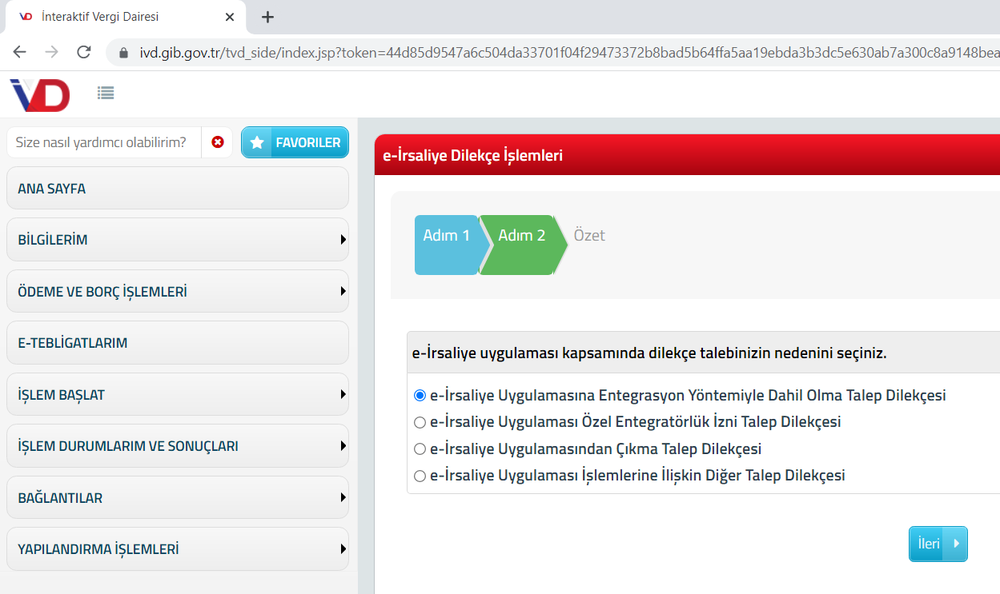 İnteraktif Vergi Dairesi
ivd.gib.gov.tr/tvd_side/index.jsp?token=44d85d9547a6c504da33701f04f29473372b8bad5b64ffa5aa19ebda3b3dc5e630ab7a300c8a9148bea
iVD
Size nasıl yardımcı olabilirim?
FAVORİLER
ANA SAYFA
BİLGİLERİM
ÖDEME VE BORÇ İŞLEMLERİ
E-TEBLİGATLARIM
İŞLEM BAŞLAT
İŞLEM DURUMLARIM VE SONUÇLARI
BAĞLANTILAR
YAPILANDIRMA İŞLEMLERİ
e-İrsaliye Dilekçe İşlemleri
Adım 1 Adım 2 Özet
e-İrsaliye uygulaması kapsamında dilekçe talebinizin nedenini seçiniz.
e-İrsaliye Uygulamasına Entegrasyon Yöntemiyle Dahil Olma Talep Dilekçesi
e-İrsaliye Uygulaması Özel Entegratörlük İzni Talep Dilekçesi
e-İrsaliye Uygulamasından Çıkma Talep Dilekçesi
e-İrsaliye Uygulaması İşlemlerine İlişkin Diğer Talep Dilekçesi
İleri